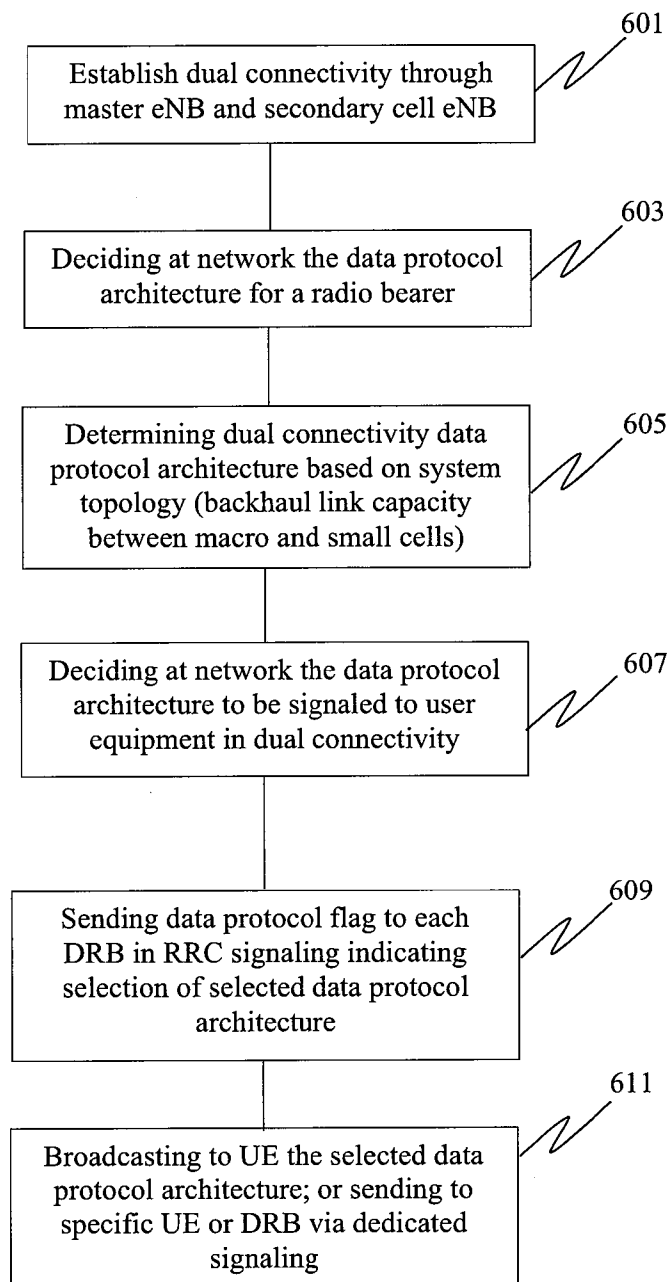 601
Establish dual connectivity through
master eNB and secondary cell eNB
603
Deciding at network the data protocol
architecture for a radio bearer
605
Determining dual connectivity data
protocol architecture based on system
topology (backhaul link capacity
between macro and small cells)
607
Deciding at network the data protocol
architecture to be signaled to user
equipment in dual connectivity
609
Sending data protocol flag to each
DRB in RRC signaling indicating
selection of selected data protocol
architecture
611
Broadcasting to UE the selected data
protocol architecture; or sending to
specific UE or DRB via dedicated
signaling